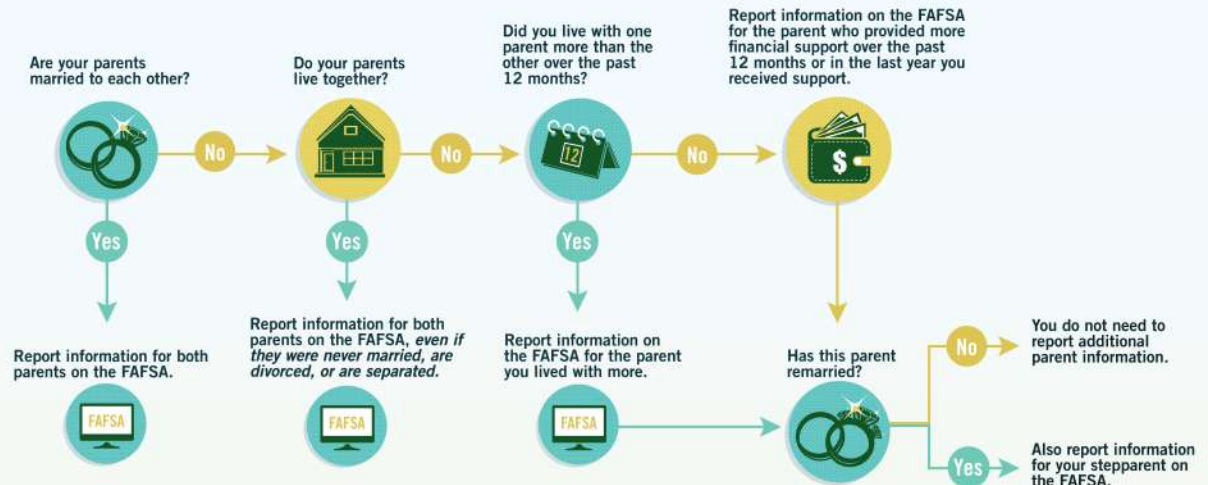 Are your parents
married to each other?
No
Yes
Report information for both
parents on the FAFSA.
FAFSA
Do your parents
live together?
No
Yes
Report information for both
parents on the FAFSA, even if
they were never married, are
divorced, or are separated.
FAFSA
Did you live with one
parent more than the
other over the past
12 months?
12
No
Yes
Report information on
the FAFSA for the parent
you lived with more.
FAFSA
Report information on the FAFSA
for the parent who provided more
financial support over the past
12 months or in the last year you
received support.
$
Has this parent
remarried?
No
You do not need to
report additional
parent information.
Yes
Also report information
for your stepparent on
the FAFSA.